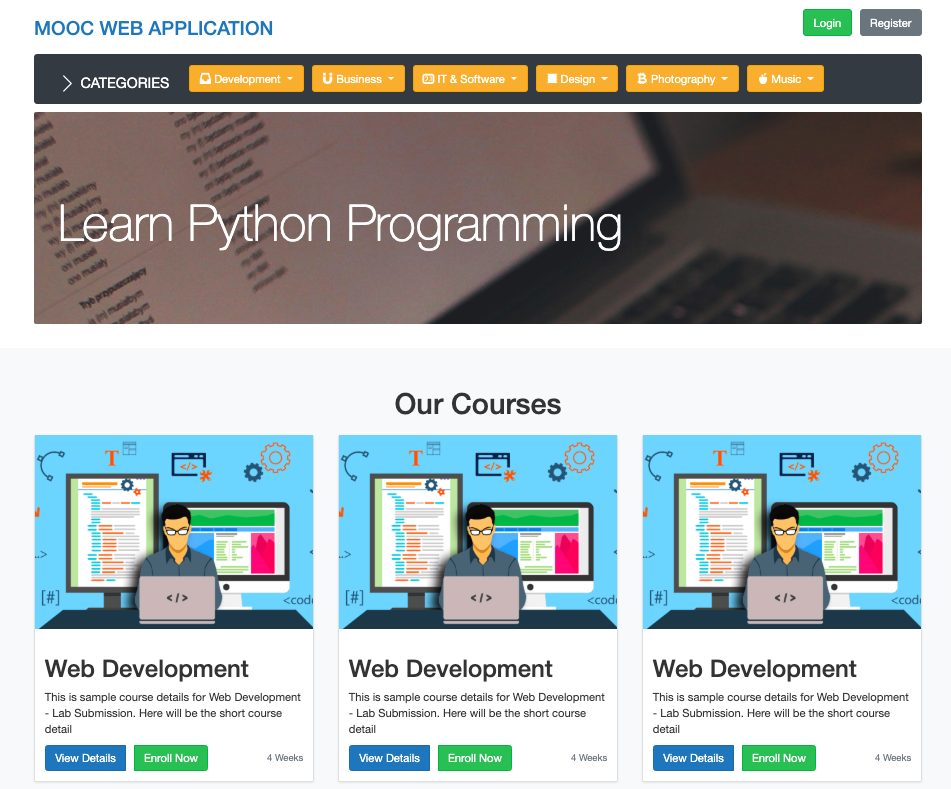 MOOC WEB APPLICATION
Login Register
CATEGORIES Development Business IT & Software Design Photography Music
Learn Python Programming
Our Courses
T </> T </> T </>
[#] </> <code [#] </> <code [#] </> <code
Web Development Web Development Web Development
This is sample course details for Web Development This is sample course details for Web Development This is sample course details for Web Development
- Lab Submission. Here will be the short course - Lab Submission. Here will be the short course - Lab Submission. Here will be the short course
detail detail detail
View Details Enroll Now 4 Weeks View Details Enroll Now 4 Weeks View Details Enroll Now 4 Weeks